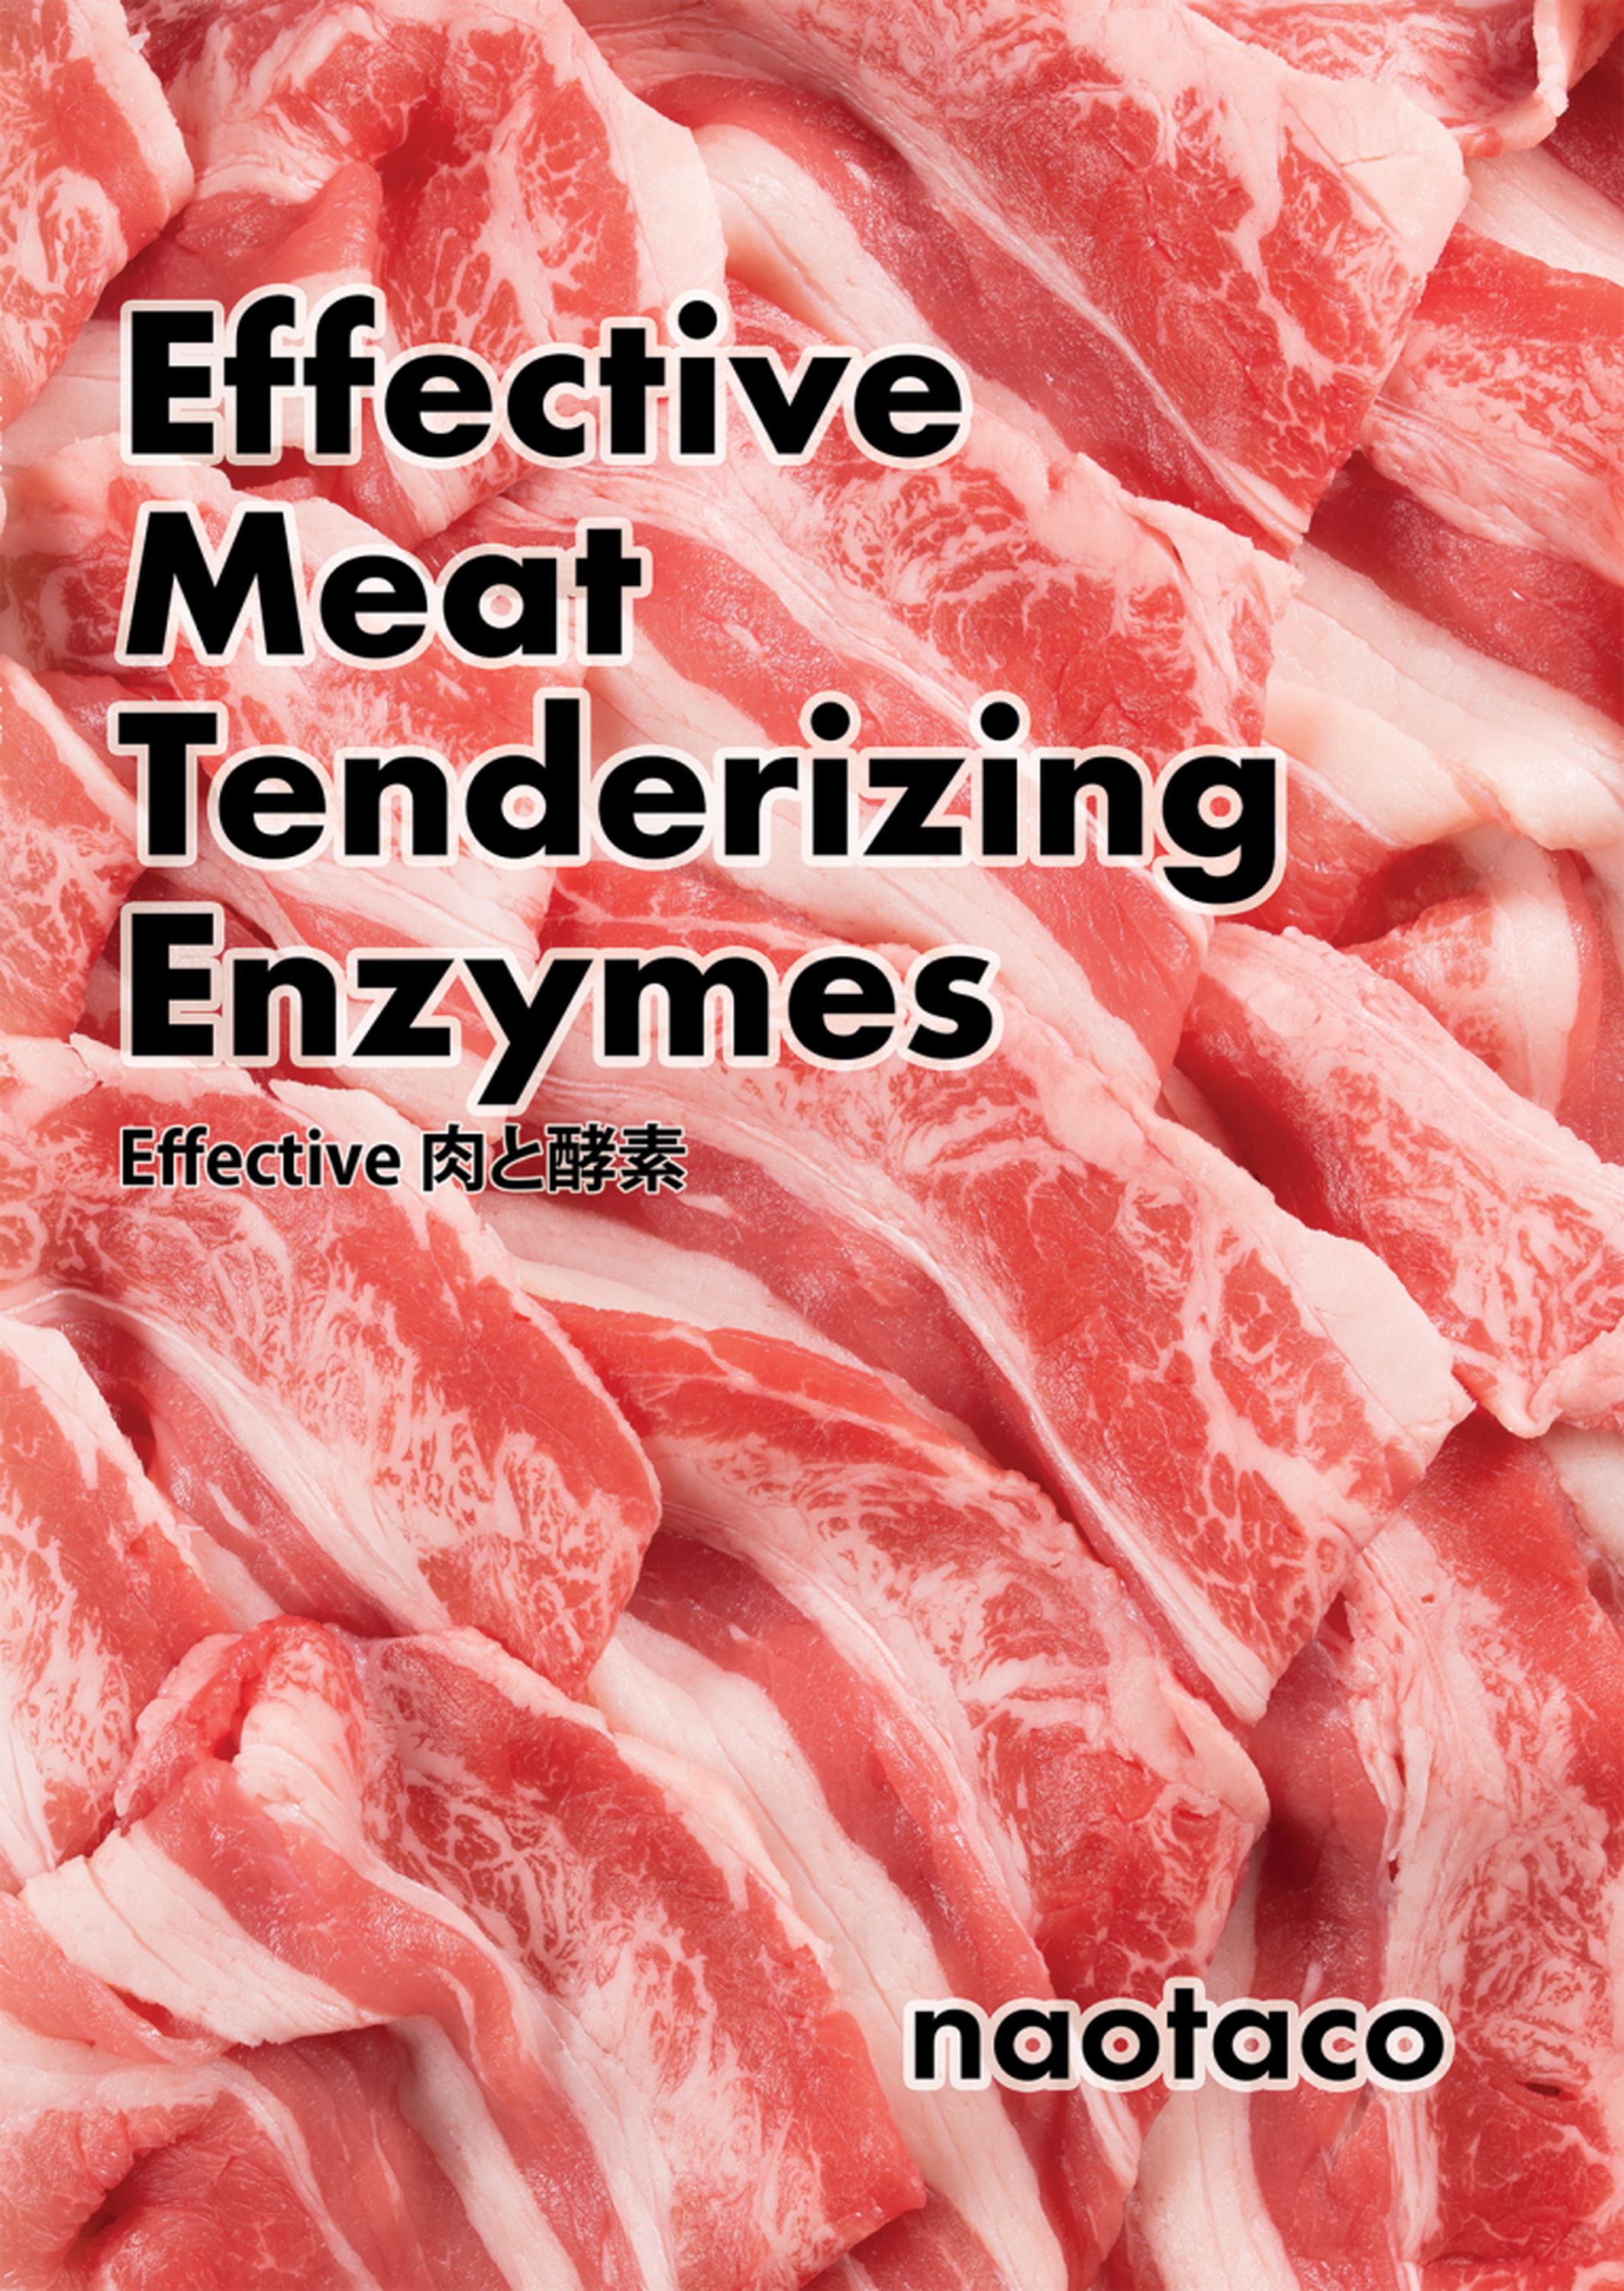 Effective
Meat
Tenderizing
Enzymes
Effective 肉と酵素
naotaco